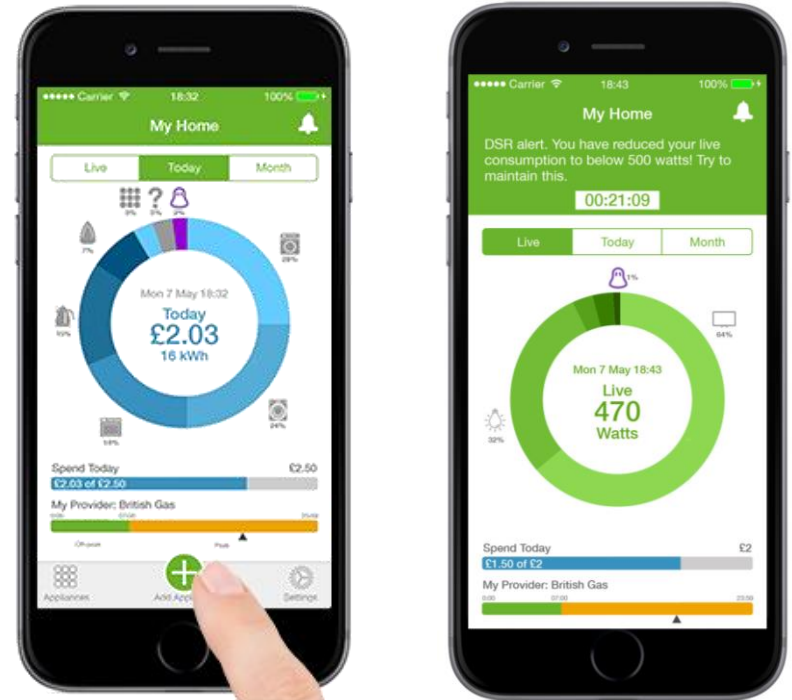 Carrier 18:32 100%
My Home
Live Today Month
?
7%
Mon 7 May 18:32
Today
£2.03
16 kWh
24%
Spend Today £2.50
£2.03 of £2.50
My Provider: British Gas
07:00
Off-peak Peak
Appliances Add Settings
Carrier 18:43 100%
My Home
DSR alert. You have reduced your live
consumption to below 500 watts! Try to
maintain this.
00:21:09
Live Today Month
1%
64%
Mon 7 May 18:43
Live
470
Watts
32%
Spend Today £2
£1.50 of £2
My Provider: British Gas
0:00 07:00 23:59